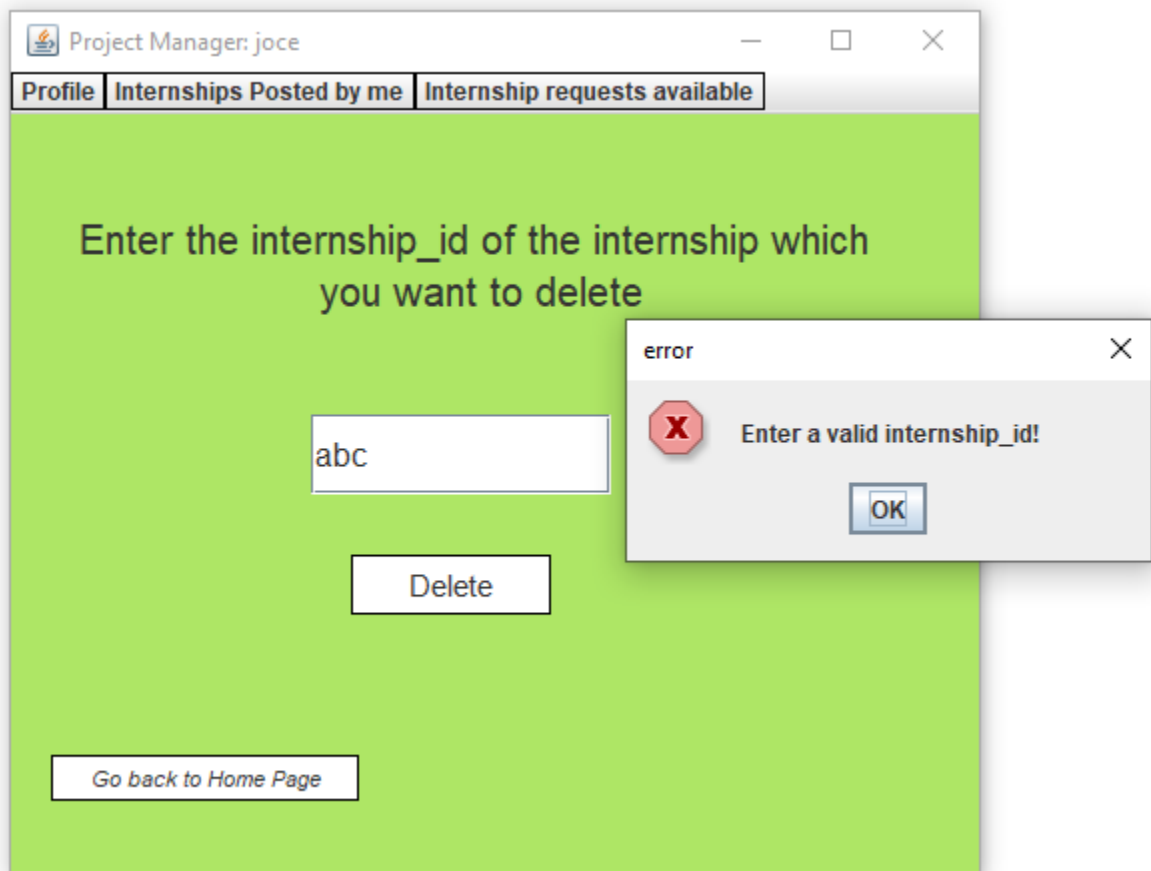 Project Manager: joce
Profile Internships Posted by me Internship requests available
Enter the internship_id of the internship which
you want to delete
error
Enter a valid internship_id!
OK
abc
Delete
Go back to Home Page